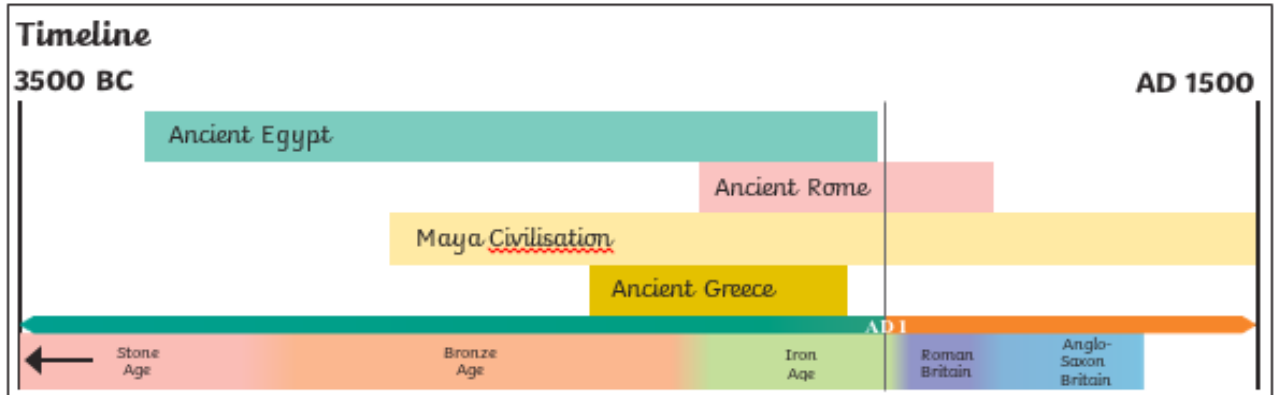 Timeline
3500 BC
AD 1500
Ancient Egypt
Ancient Rome
Maya Civilisation
Ancient Greece
AD 1
Stone
Age
Bronze
Age
Iron
Age
Roman
Britain
Anglo-
Saxon
Britain